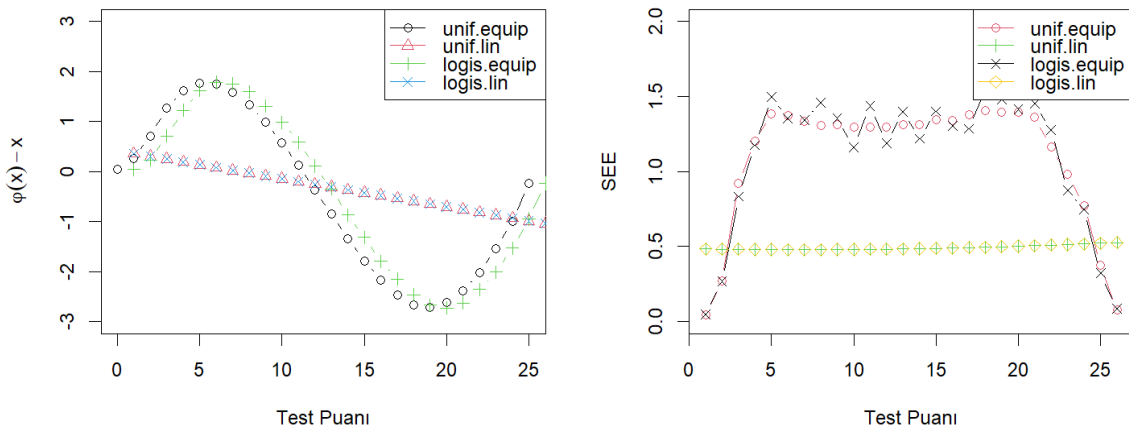 φ(x) − x
3
2
1
0
-1
-2
-3
unif.equip
unif.lin
logis.equip
logis.lin
0 5 10 15 20 25
Test Puanı
SEE
2.0
1.5
1.0
0.5
0.0
unif.equip
unif.lin
logis.equip
logis.lin
0 5 10 15 20 25
Test Puanı